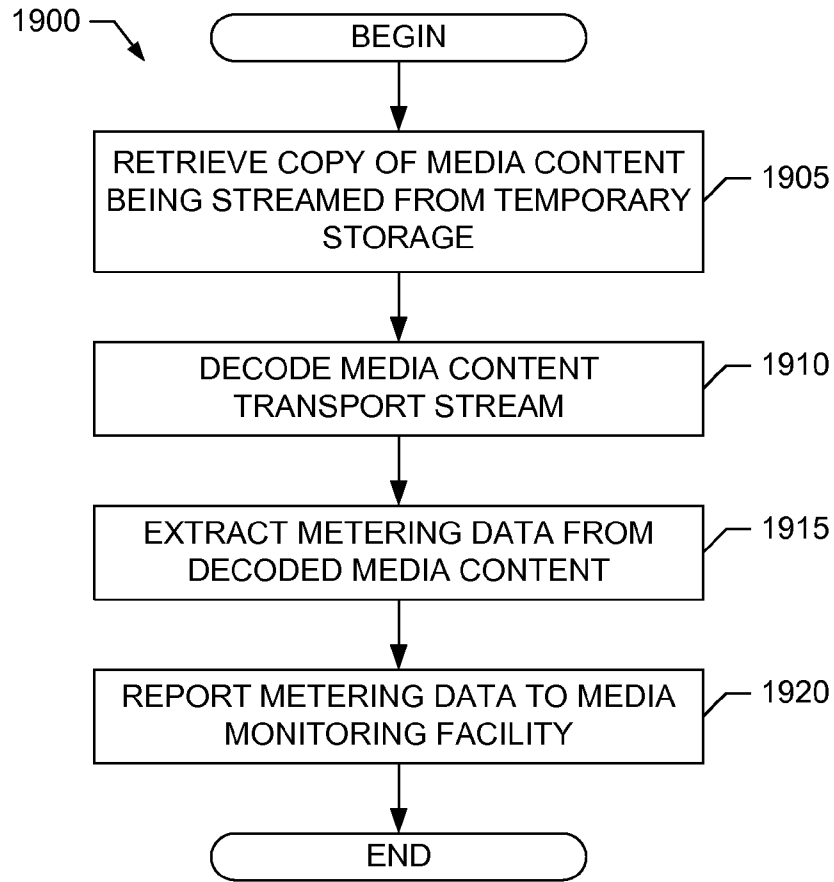 1900
BEGIN
RETRIEVE COPY OF MEDIA CONTENT
BEING STREAMED FROM TEMPORARY
STORAGE
1905
DECODE MEDIA CONTENT
TRANSPORT STREAM
1910
EXTRACT METERING DATA FROM
DECODED MEDIA CONTENT
1915
REPORT METERING DATA TO MEDIA
MONITORING FACILITY
1920
END